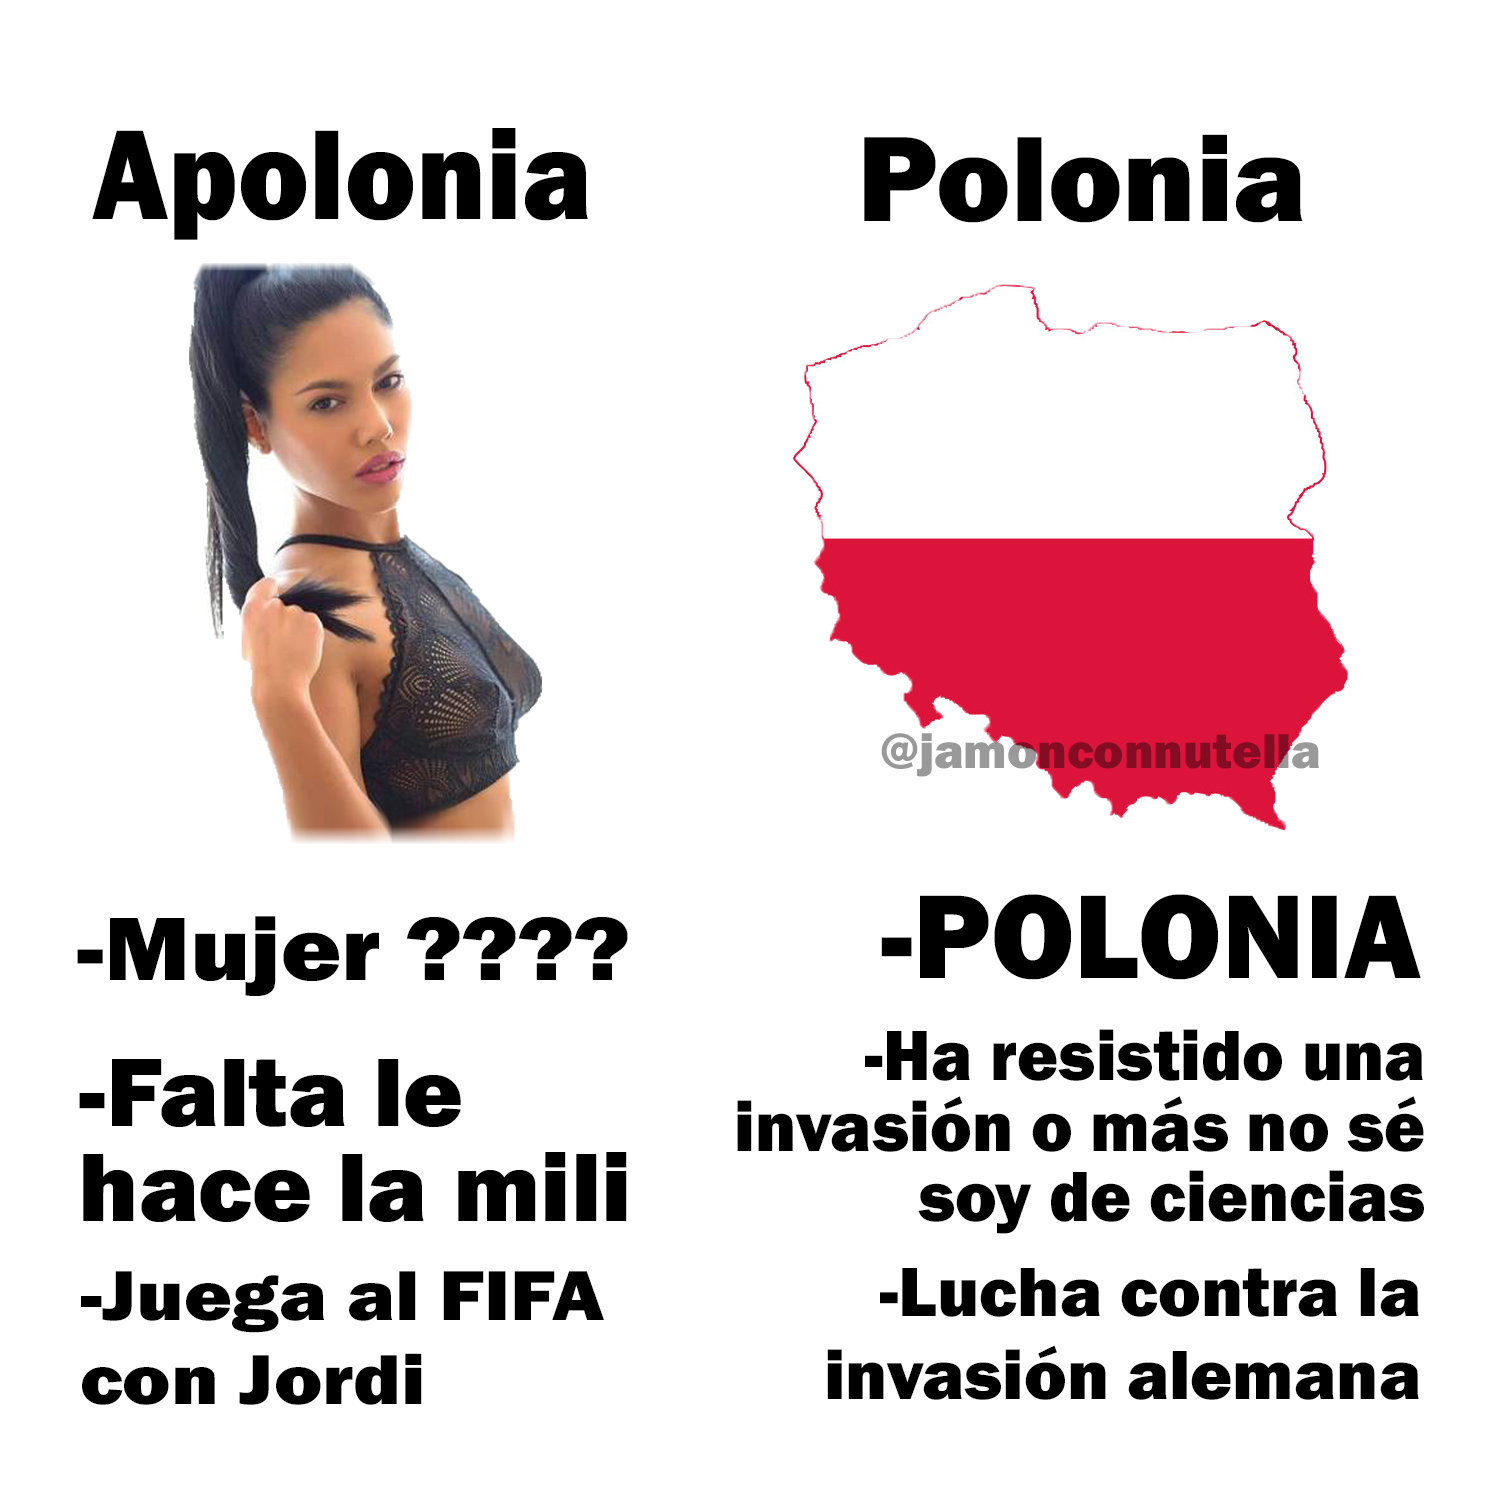 Apolonia
-Mujer ????
-Falta le
hace la mili
-Juega al FIFA
con Jordi
Polonia
@jamonconnutella
-POLONIA
-Ha resistido una
invasión o más no sé
soy de ciencias
-Lucha contra la
invasión alemana